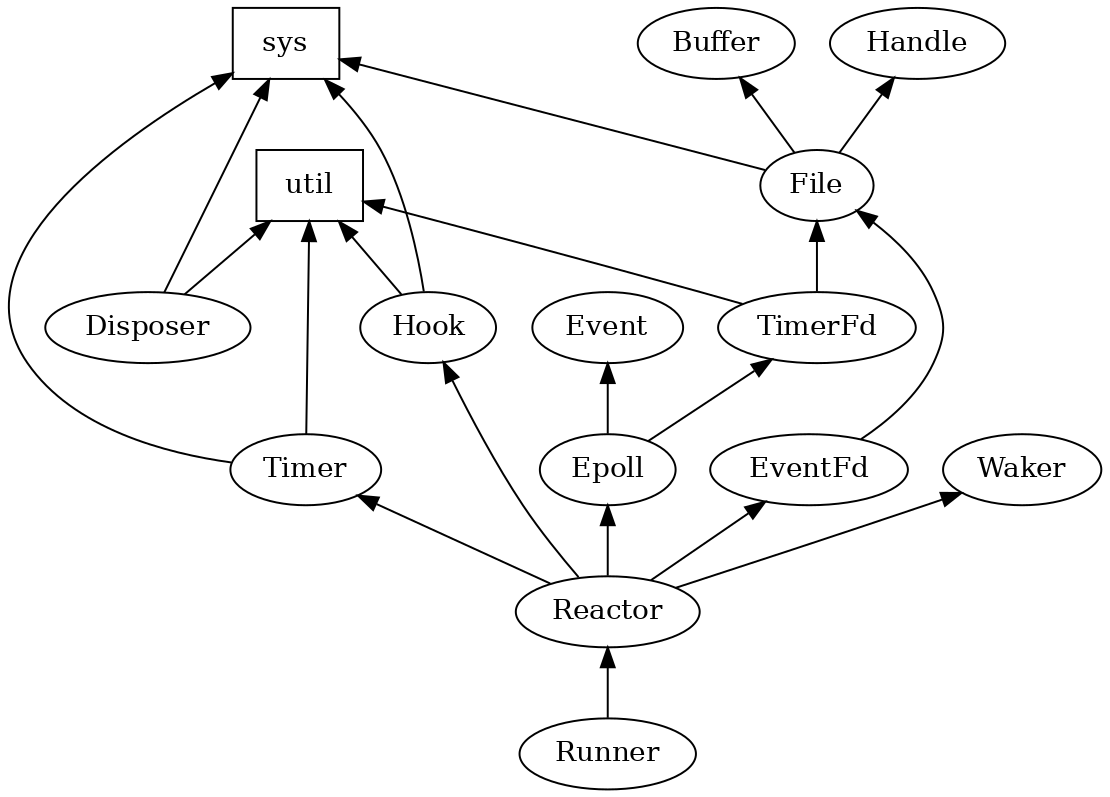 sys
Buffer
Handle
util
File
Disposer
Hook
Event
TimerFd
Timer
Epoll
EventFd
Waker
Reactor
Runner